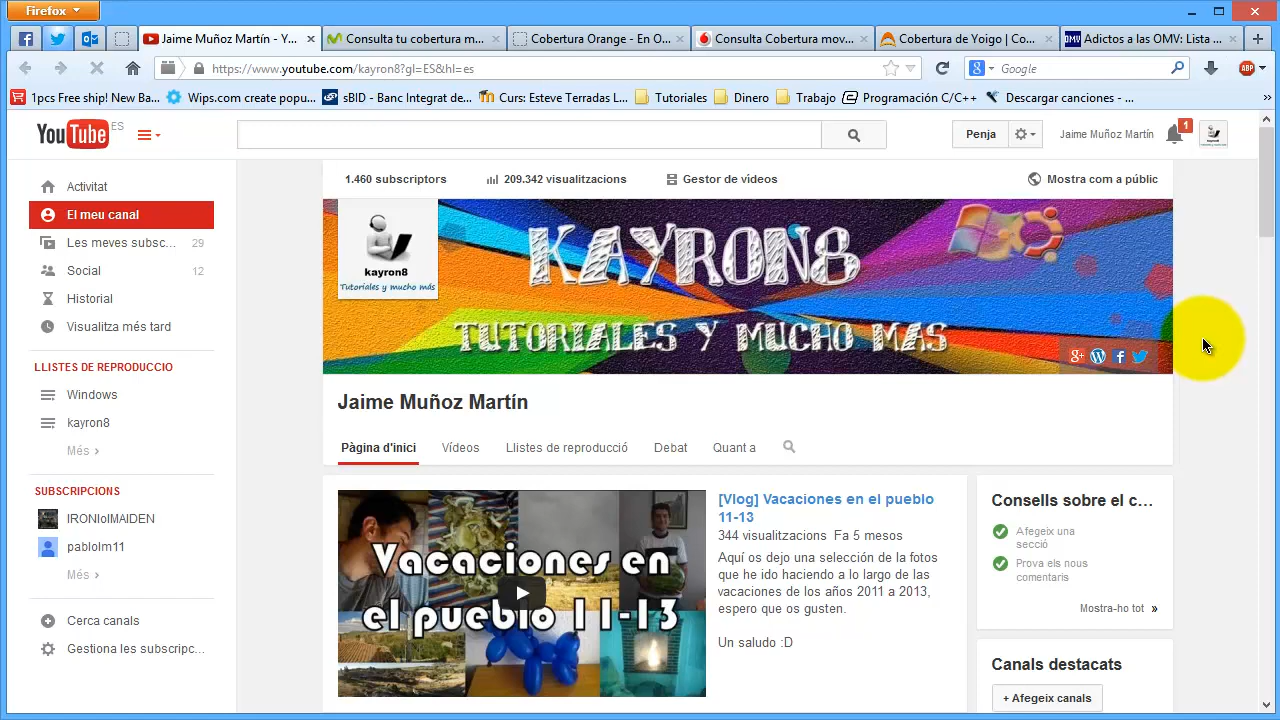 Firefox
Jaime Muñoz Martín - Y...
Consulta tu cobertura m...
Cobertura Orange - En O...
Consulta Cobertura mov...
Cobertura de Yoigo | Co...
OMV
Adictos a las OMV: Lista ...
https://www.youtube.com/kayron8?gl=ES&hl=es
Google
ABP
1pcs Free ship! New Ba...
Wips.com create popu...
sBID - Banc Integrat de...
Curs: Esteve Terradas I...
Tutoriales
Dinero
Trabajo
Programación C/C++
Descargar canciones - ...
YouTube ES
Penja
Jaime Muñoz Martín
1
1.460 subscriptors
209.342 visualitzacions
Gestor de vídeos
Mostra com a públic
Activitat
El meu canal
Les meves subsc... 29
Social 12
Historial
Visualitza més tard
LLISTES DE REPRODUCCIÓ
Windows
kayron8
Més
SUBSCRIPCIONS
IRONIoIMAIDEN
pablolm11
Més
Cerca canals
Gestiona les subscripc...
kayron8
Tutoriales y mucho más
KAYRON8
TUTORIALES Y MUCHO MAS
Jaime Muñoz Martín
Pàgina d'inici
Vídeos
Llistes de reproducció
Debat
Quant a
Vacaciones en
el pueblo 11-13
[Vlog] Vacaciones en el pueblo
11-13
344 visualitzacions Fa 5 mesos
Aquí os dejo una selección de la fotos
que he ido haciendo a lo largo de las
vacaciones de los años 2011 a 2013,
espero que os gusten.
Un saludo :D
Consells sobre el c...
Afegeix una
secció
Prova els nous
comentaris
Mostra-ho tot »
Canals destacats
+ Afegeix canals